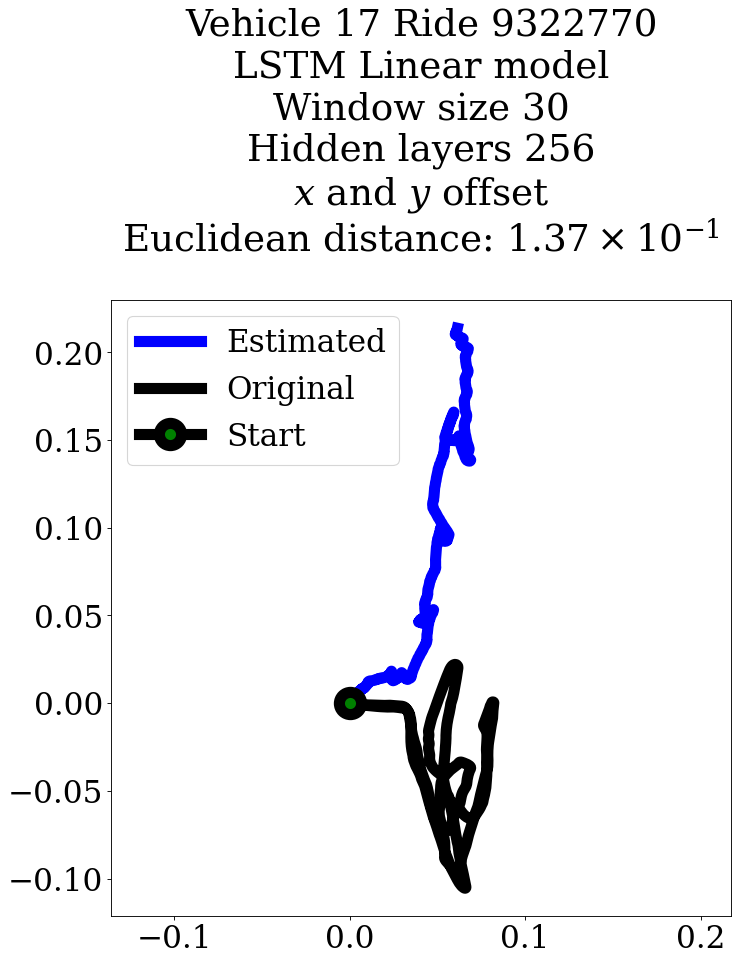 Vehicle 17 Ride 9322770
LSTM Linear model
Window size 30
Hidden layers 256
x and y offset
Euclidean distance: 1.37 × 10⁻¹
Estimated
Original
Start
0.20
0.15
0.10
0.05
0.00
−0.05
−0.10
−0.1 0.0 0.1 0.2